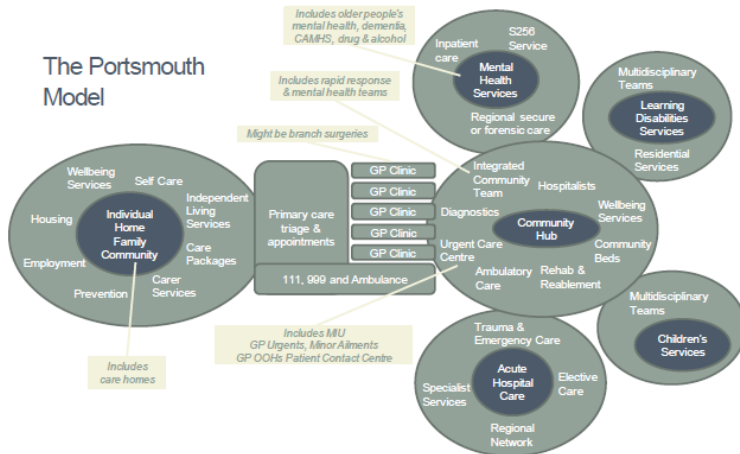 The Portsmouth
Model
Includes older people's
mental health, dementia,
CAMHS, drug & alcohol
Includes rapid response
& mental health teams
Might be branch surgeries
Inpatient
care
S256
Service
Mental
Health
Services
Regional secure
or forensic care
Multidisciplinary
Teams
Learning
Disabilities
Services
Residential
Services
Wellbeing
Services
Self Care
Independent
Living
Services
Housing
Individual
Home
Family
Community
Care
Packages
Employment
Carer
Services
Prevention
Includes
care homes
Primary care
triage &
appointments
GP Clinic
GP Clinic
GP Clinic
GP Clinic
GP Clinic
111, 999 and Ambulance
Integrated
Community
Team
Hospitalists
Diagnostics
Wellbeing
Services
Community
Hub
Urgent Care
Centre
Community
Beds
Ambulatory
Care
Rehab &
Reablement
Includes MIU
GP Urgents, Minor Ailments
GP OOHs Patient Contact Centre
Multidisciplinary
Teams
Children's
Services
Trauma &
Emergency Care
Acute
Hospital
Care
Specialist
Services
Elective
Care
Regional
Network